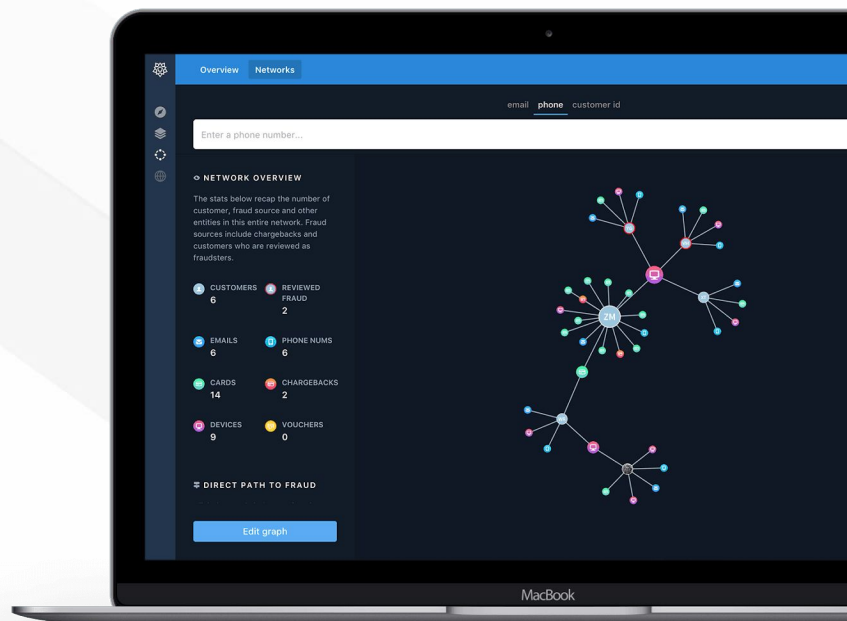 Overview Networks
email phone customer id
Enter a phone number...
NETWORK OVERVIEW
The stats below recap the number of
customer, fraud source and other
entities in this entire network. Fraud
sources include chargebacks and
customers who are reviewed as
fraudsters.
CUSTOMERS
6
REVIEWED
FRAUD
2
EMAILS
6
PHONE NUMS
6
CARDS
14
CHARGEBACKS
2
DEVICES
9
VOUCHERS
0
DIRECT PATH TO FRAUD
Edit graph
ZM
MacBook